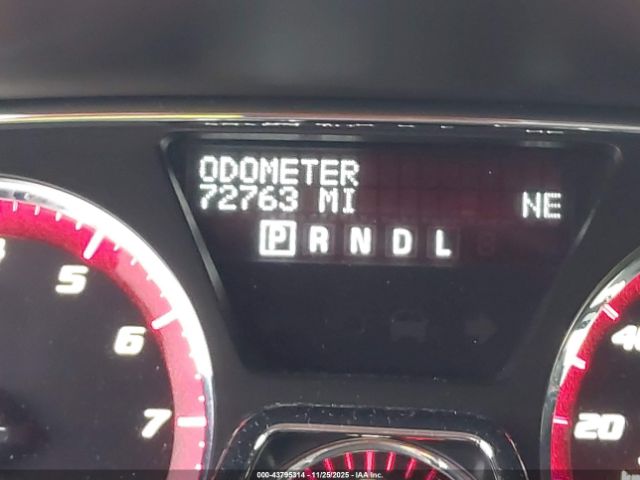 ODOMETER
72763 MI NE
P R N D L
5
6
7
40
20
000-43795314 - 11/25/2025 - © IAA Inc.